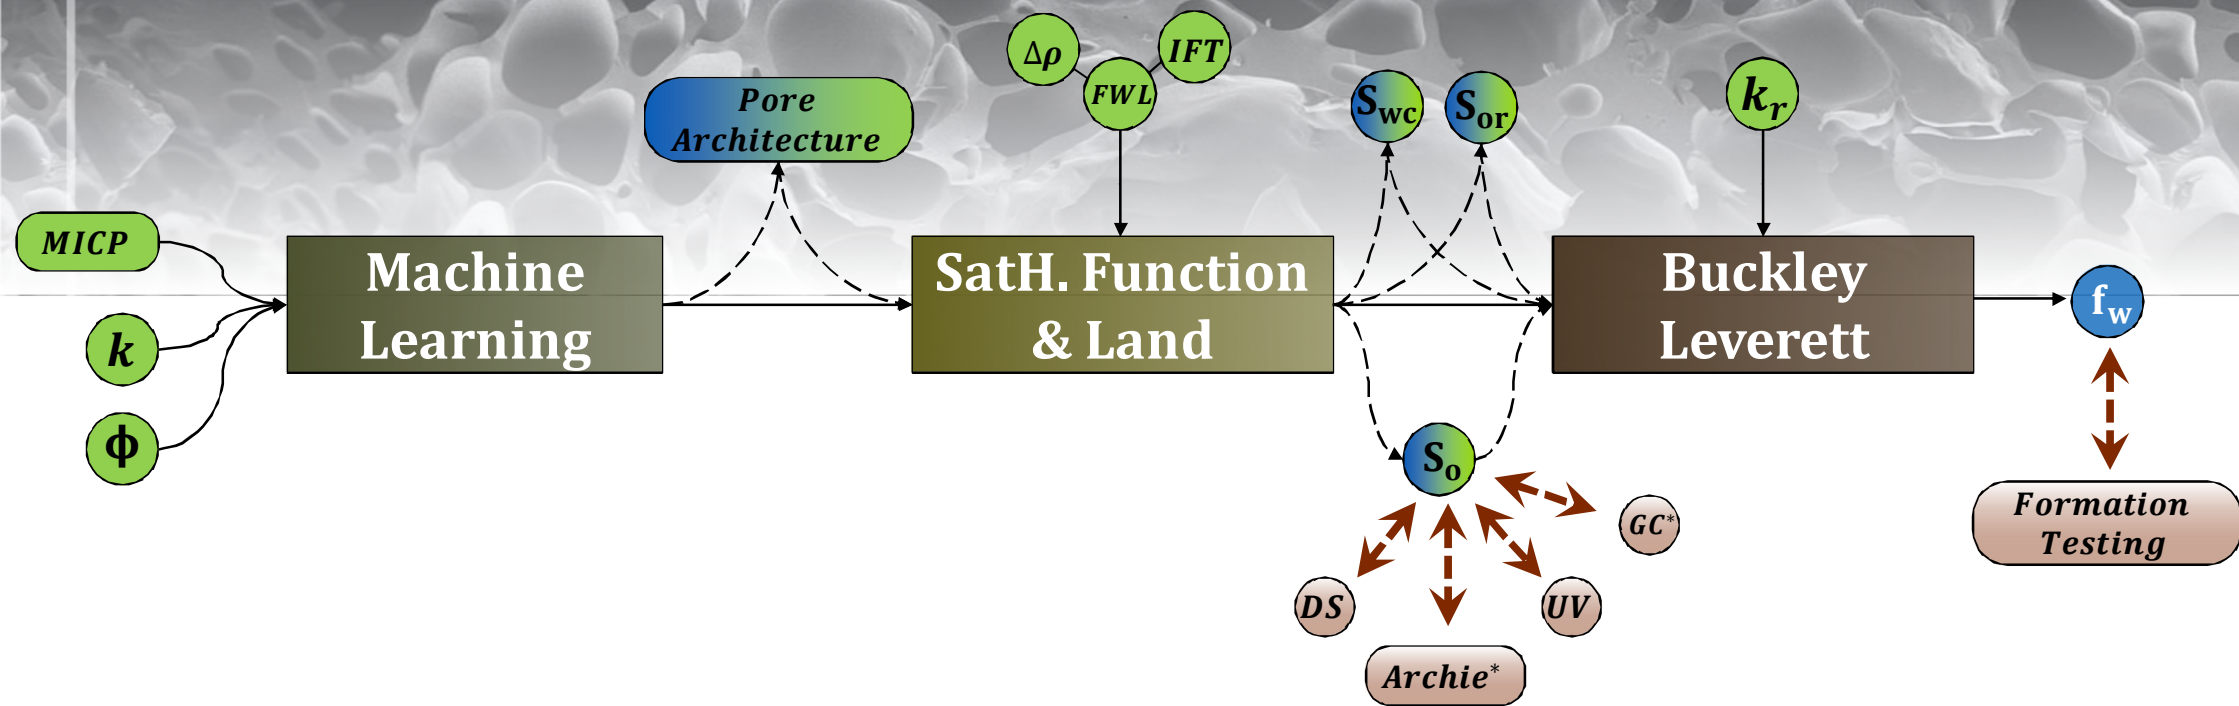 MICP
k
ϕ
Machine
Learning
Pore
Architecture
Δρ
FWL
IFT
SatH. Function
& Land
Swc
Sor
So
DS
Archie*
UV
GC*
kr
Buckley
Leverett
fw
Formation
Testing